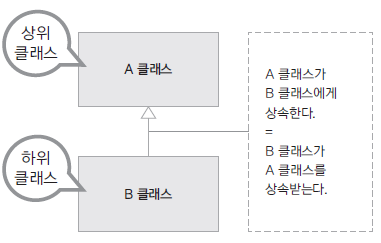 상위
클래스
A 클래스
하위
클래스
B 클래스
A 클래스가
B 클래스에게
상속한다.
=
B 클래스가
A 클래스를
상속받는다.